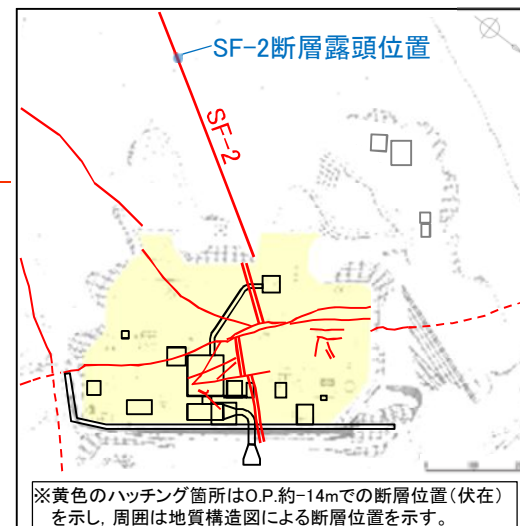 SF-2断層露頭位置
SF-2
※黄色のハッチング箇所はO.P.約-14mでの断層位置(伏在)
を示し,周囲は地質構造図による断層位置を示す。